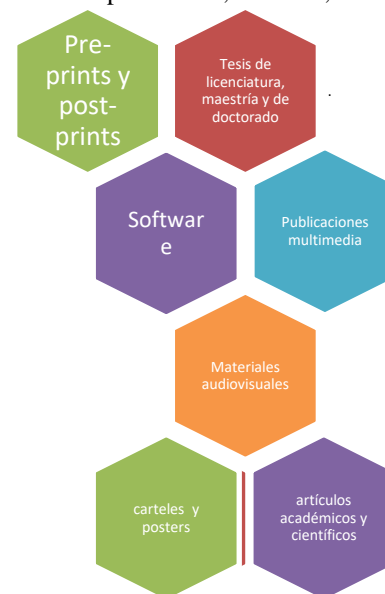 Pre-
prints y
post-
prints
Tesis de
licenciatura,
maestría y de
doctorado
.
Softwar
e
Publicaciones
multimedia
Materiales
audiovisuales
carteles y
posters
artículos
académicos y
científicos